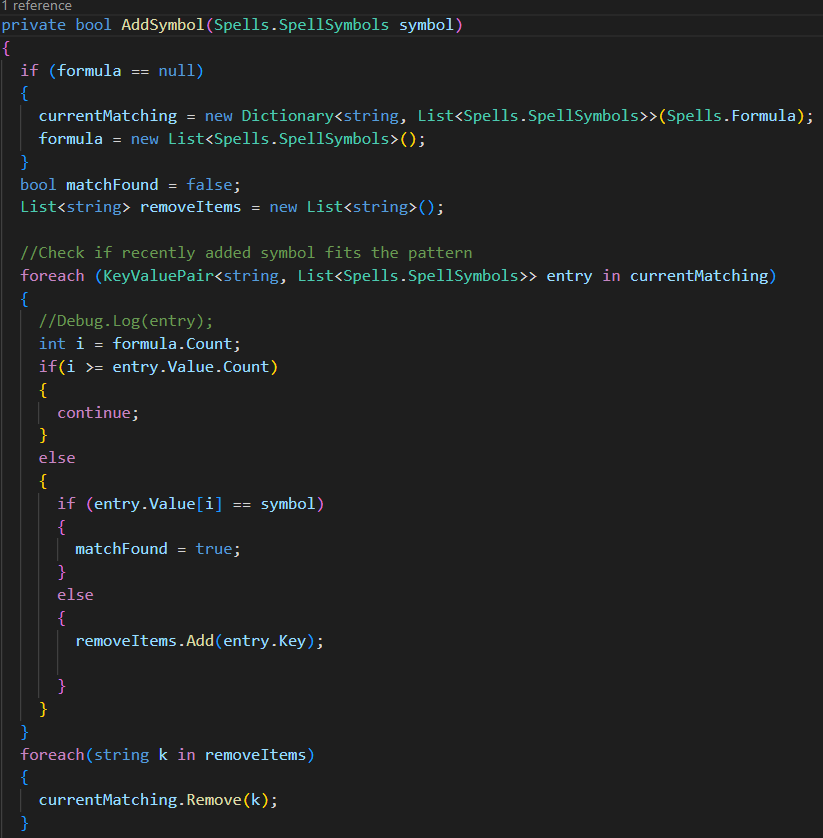 1 reference
private bool AddSymbol(Spells.SpellSymbols symbol)
{
  if (formula == null)
  {
    currentMatching = new Dictionary<string, List<Spells.SpellSymbols>>(Spells.Formula);
    formula = new List<Spells.SpellSymbols>();
  }
  bool matchFound = false;
  List<string> removeItems = new List<string>();

  //Check if recently added symbol fits the pattern
  foreach (KeyValuePair<string, List<Spells.SpellSymbols>> entry in currentMatching)
  {
    //Debug.Log(entry);
    int i = formula.Count;
    if(i >= entry.Value.Count)
    {
      continue;
    }
    else
    {
      if (entry.Value[i] == symbol)
      {
        matchFound = true;
      }
      else
      {
        removeItems.Add(entry.Key);

      }
    }
  }
  foreach(string k in removeItems)
  {
    currentMatching.Remove(k);
  }